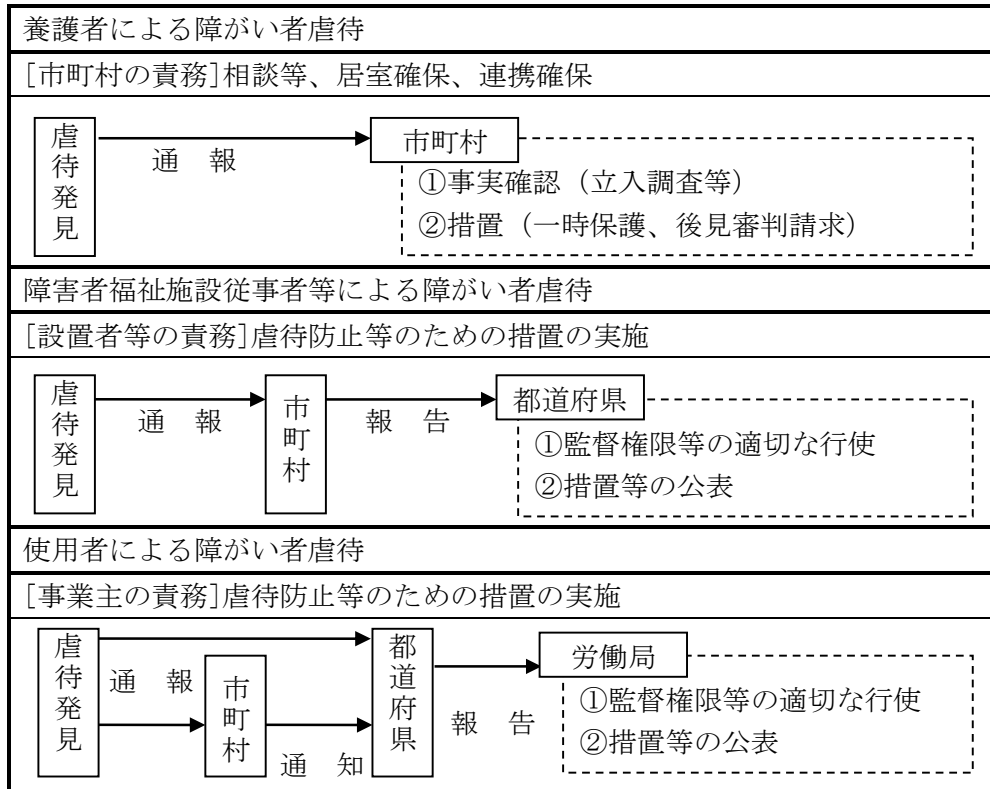 養護者による障がい者虐待
[市町村の責務]相談等、居室確保、連携確保
虐待発見
通 報
市町村
①事実確認（立入調査等）
②措置（一時保護、後見審判請求）
障害者福祉施設従事者等による障がい者虐待
[設置者等の責務]虐待防止等のための措置の実施
虐待発見
通 報
市町村
報 告
都道府県
①監督権限等の適切な行使
②措置等の公表
使用者による障がい者虐待
[事業主の責務]虐待防止等のための措置の実施
虐待発見
通 報
市町村
通 知
都道府県
報 告
労働局
①監督権限等の適切な行使
②措置等の公表